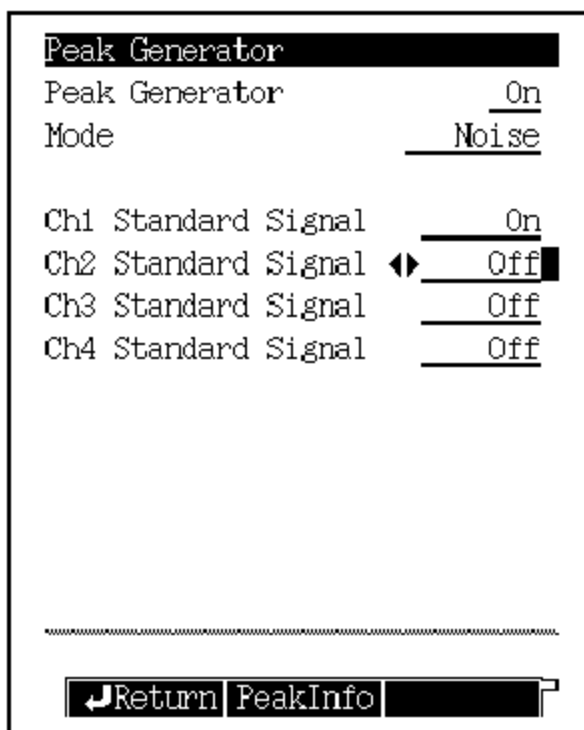 Peak Generator
Peak Generator On
Mode Noise
Ch1 Standard Signal On
Ch2 Standard Signal Off
Ch3 Standard Signal Off
Ch4 Standard Signal Off
Return PeakInfo